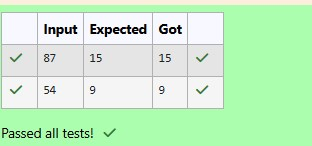 Input Expected Got
87 15 15
54 9 9
Passed all tests!